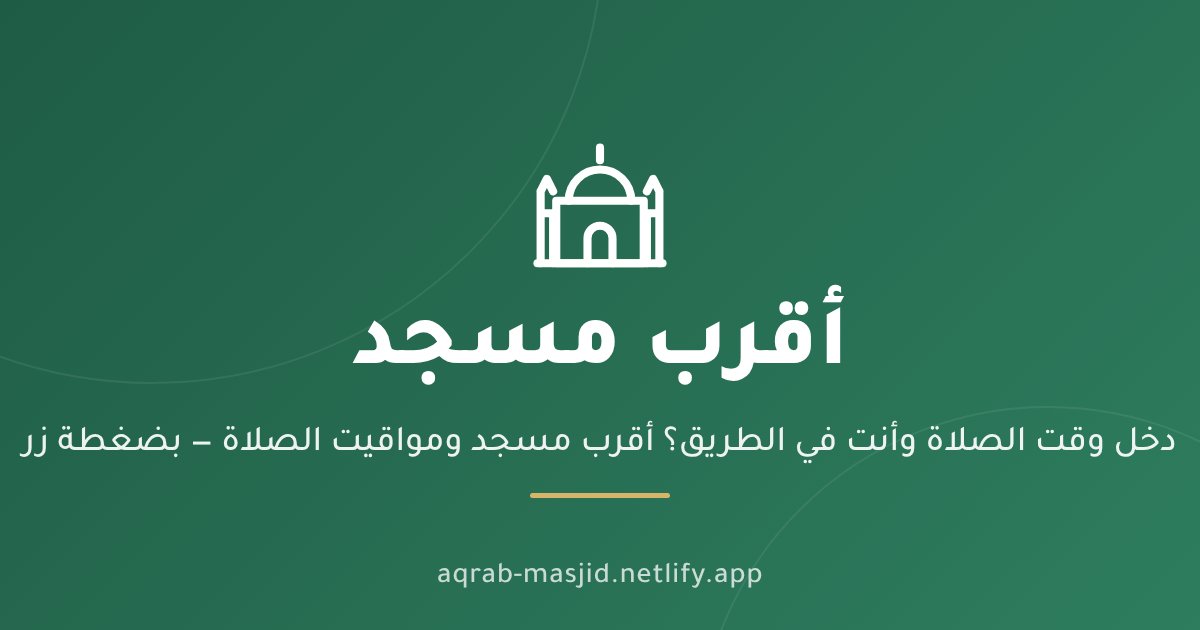 أقرب مسجد
دخل وقت الصلاة وأنت في الطريق؟ أقرب مسجد ومواقيت الصلاة – بضغطة زر
aqrab-masjid.netlify.app